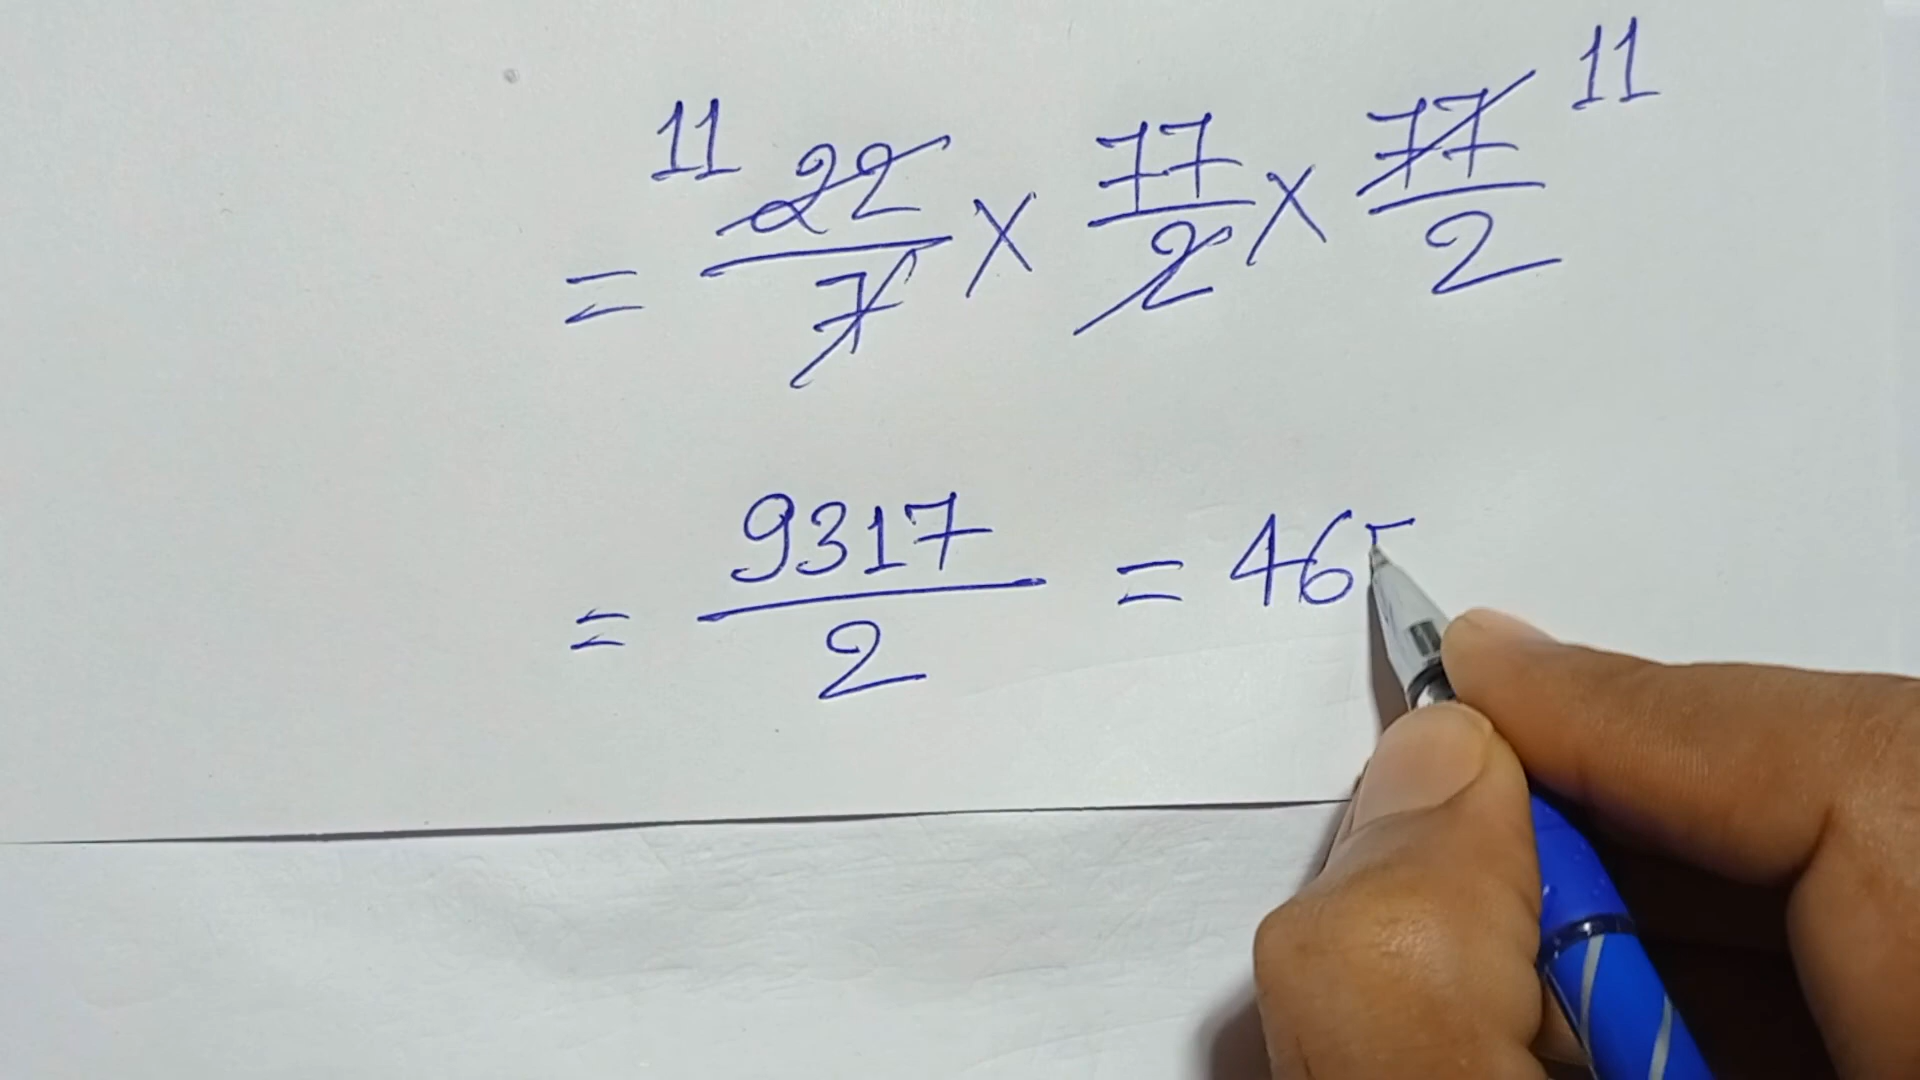 = 11 22/7 × 77/2 × 77/2 11
= 9317/2 = 465